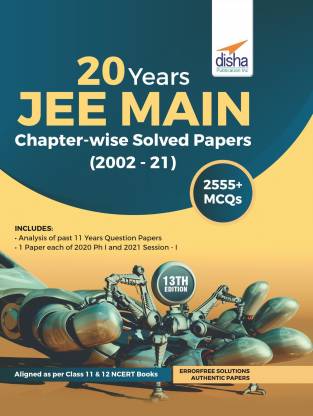 disha
Publication Inc
20 Years
JEE MAIN
Chapter-wise Solved Papers
(2002 - 21)
2555+
MCQs
INCLUDES:
• Analysis of past 11 Years Question Papers
• 1 Paper each of 2020 Ph I and 2021 Session - I
13TH
EDITION
Aligned as per Class 11 & 12 NCERT Books
ERRORFREE SOLUTIONS
AUTHENTIC PAPERS